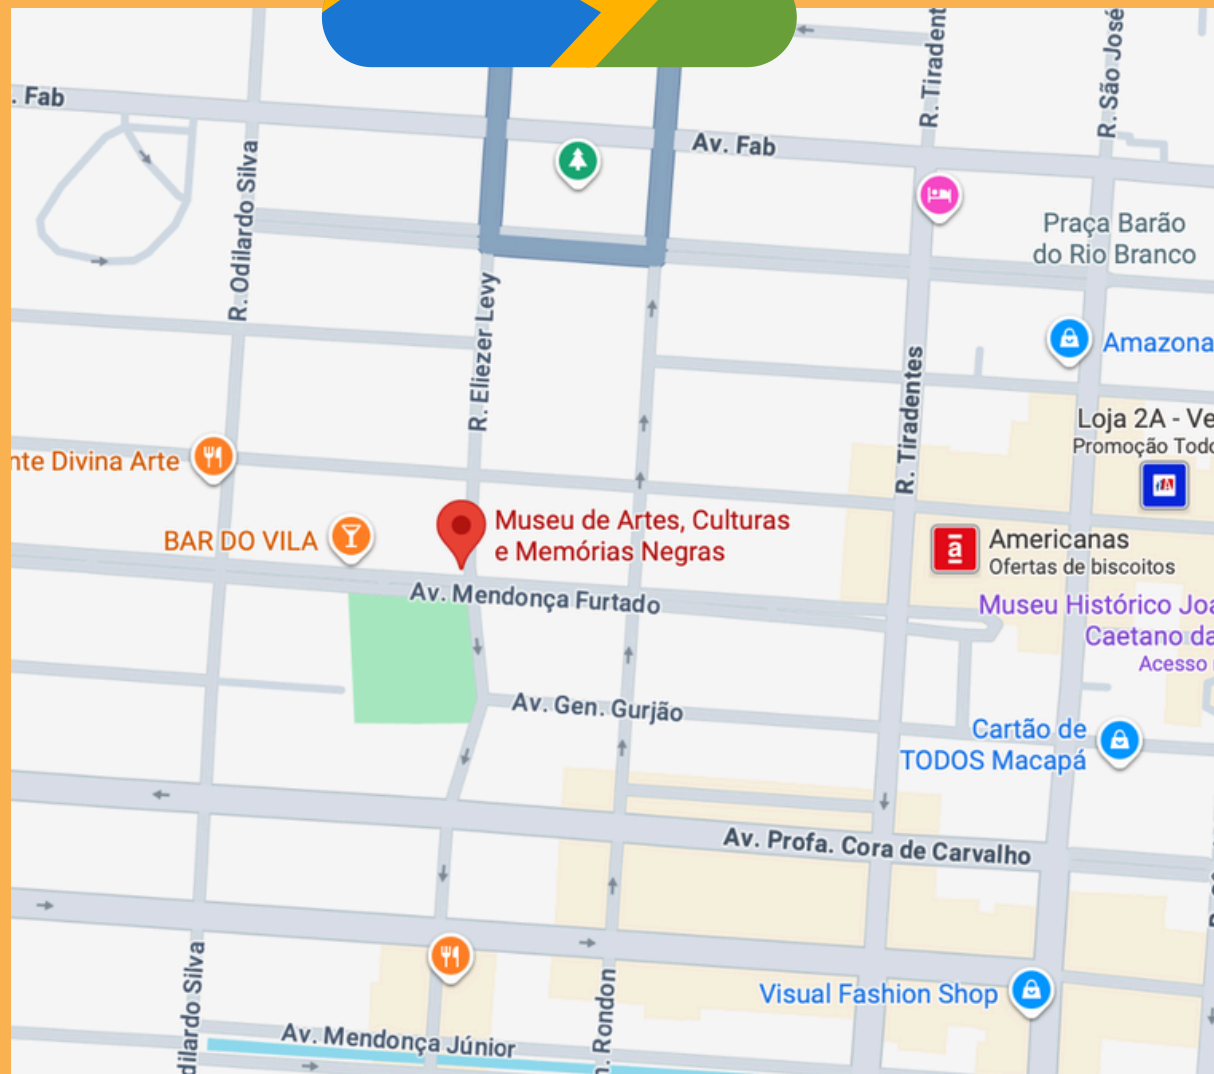 R. Tiradent
R. São José
. Fab
Av. Fab
R. Odilardo Silva
Praça Barão
do Rio Branco
R. Eliezer Levy
Amazona
R. Tiradentes
Loja 2A - Ve
Promoção Todo
nte Divina Arte
BAR DO VILA
Museu de Artes, Culturas
e Memórias Negras
Americanas
Ofertas de biscoitos
Av. Mendonça Furtado
Museu Histórico Joa
Caetano da
Acesso
Av. Gen. Gurjão
Cartão de
TODOS Macapá
Av. Profa. Cora de Carvalho
dilardo Silva
Rondon
Visual Fashion Shop
Av. Mendonça Júnior